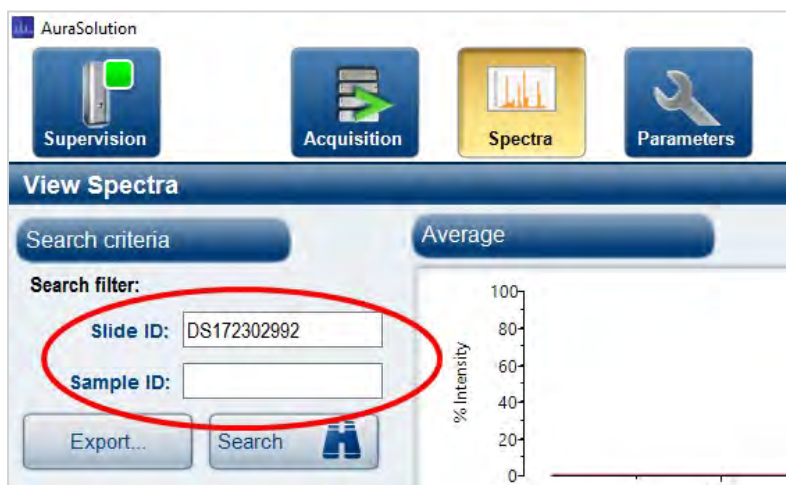 AuraSolution
Supervision
Acquisition
Spectra
Parameters
View Spectra
Search criteria
Average
Search filter:
Slide ID: DS172302992
Sample ID:
Export...
Search
% Intensity
100
80
60
40
20
0